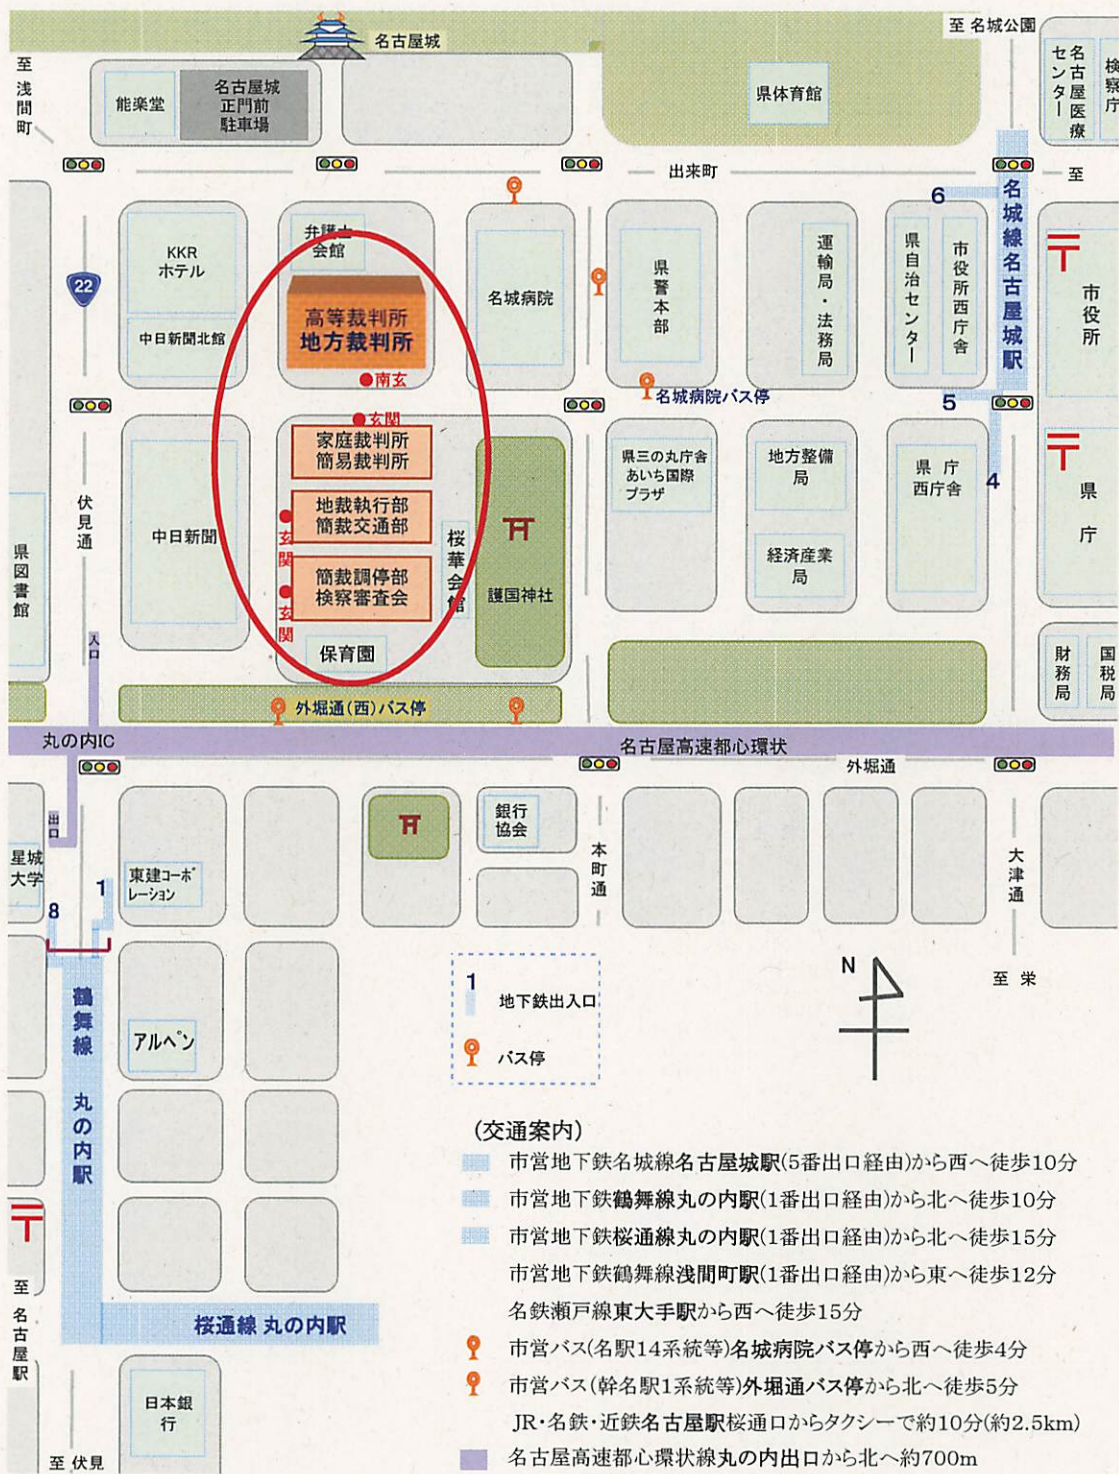 名古屋城
至 名城公園
至
浅
間
町
能楽堂
名古屋城
正門前
駐車場
県体育館
名古屋医療
センター
検察庁
出来町
至
6
名城線名古屋城駅
KKR
ホテル
中日新聞北館
22
弁護士
会館
高等裁判所
地方裁判所
南玄
名城病院
県警本部
運輸局・法務局
県自治センター
市役所西庁舎
市役所
名城病院バス停
5
玄関
家庭裁判所
簡易裁判所
地裁執行部
簡裁交通部
玄関
簡裁調停部
検察審査会
玄関
保育園
桜華会館
護国神社
中日新聞
伏見通
県図書館
県三の丸庁舎
あいち国際
プラザ
地方整備
局
経済産業
局
県 庁
西庁舎
4
県庁
財務局
国税局
入口
外堀通(西)バス停
丸の内IC
名古屋高速都心環状
外堀通
出口
星城
大学
東建コーポ
レーション
銀行
協会
本町通
大津通
1
8
至 栄
鶴舞線 丸の内駅
アルペン
1
地下鉄出入口
バス停
N
至
名
古
屋
駅
桜通線 丸の内駅
日本銀
行
至 伏見
(交通案内)
市営地下鉄名城線名古屋城駅(5番出口経由)から西へ徒歩10分
市営地下鉄鶴舞線丸の内駅(1番出口経由)から北へ徒歩10分
市営地下鉄桜通線丸の内駅(1番出口経由)から北へ徒歩15分
市営地下鉄鶴舞線浅間町駅(1番出口経由)から東へ徒歩12分
名鉄瀬戸線東大手駅から西へ徒歩15分
市営バス(名駅14系統等)名城病院バス停から西へ徒歩4分
市営バス(幹名駅1系統等)外堀通バス停から北へ徒歩5分
JR・名鉄・近鉄名古屋駅桜通口からタクシーで約10分(約2.5km)
名古屋高速都心環状線丸の内出口から北へ約700m